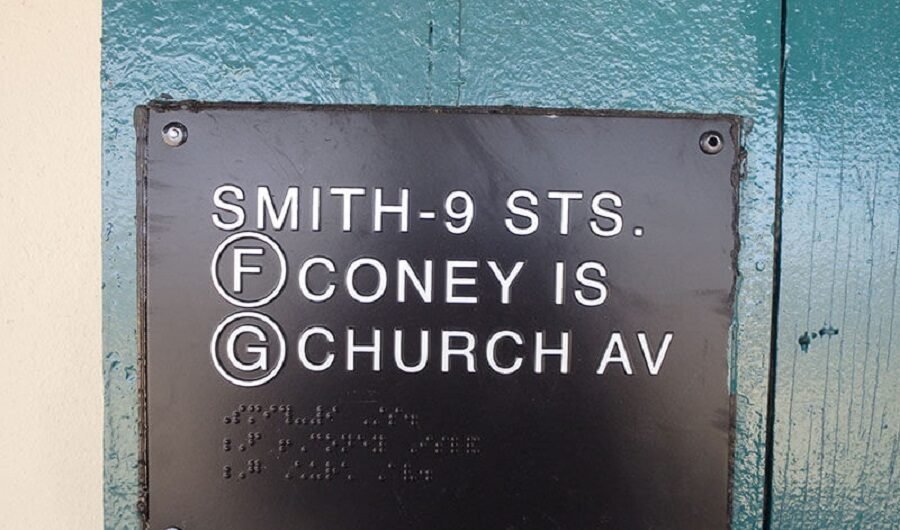 SMITH-9 STS.
F CONEY IS
G CHURCH AV